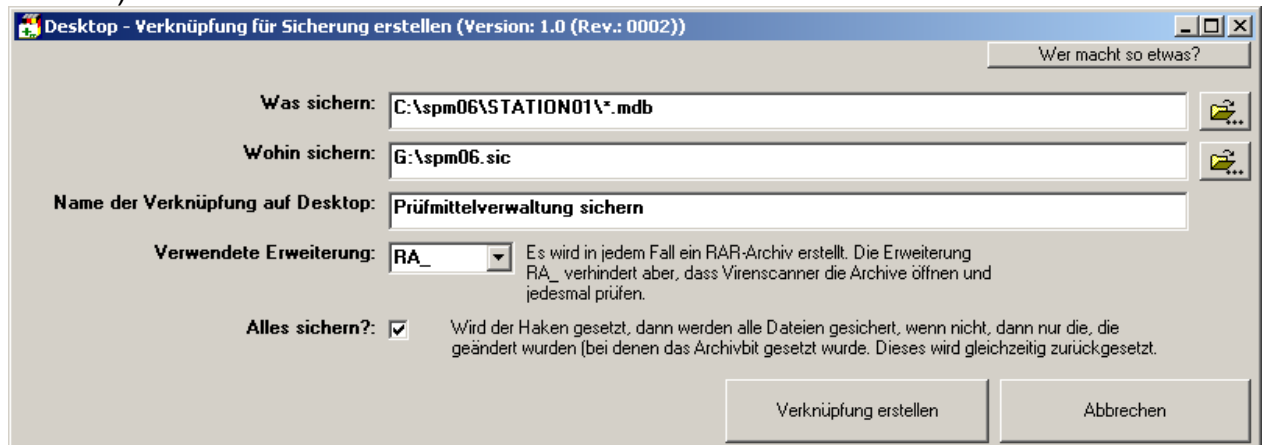 Desktop - Verknüpfung für Sicherung erstellen (Version: 1.0 (Rev.: 0002))
Wer macht so etwas?
Was sichern: C:\spm06\STATION01\*.mdb
Wohin sichern: G:\spm06.sic
Name der Verknüpfung auf Desktop: Prüfmittelverwaltung sichern
Verwendete Erweiterung: RA_ Es wird in jedem Fall ein RAR-Archiv erstellt. Die Erweiterung
RA_ verhindert aber, dass Virenscanner die Archive öffnen und
jedesmal prüfen.
Alles sichern?: Wird der Haken gesetzt, dann werden alle Dateien gesichert, wenn nicht, dann nur die, die
geändert wurden (bei denen das Archivbit gesetzt wurde. Dieses wird gleichzeitig zurückgesetzt.
Verknüpfung erstellen Abbrechen